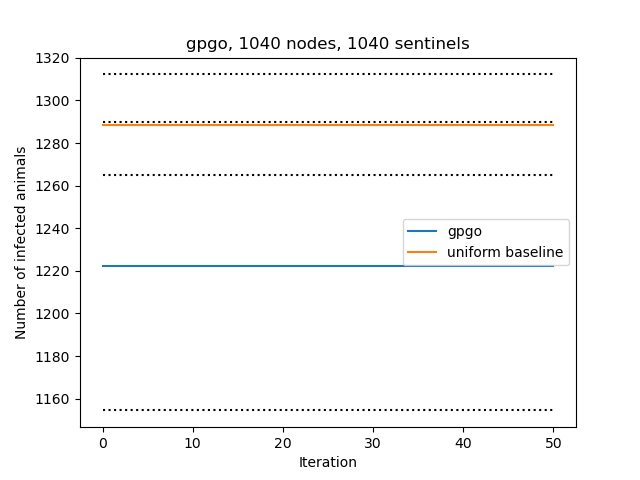 gpgo, 1040 nodes, 1040 sentinels
1320
1300
1280
1260
1240
1220
1200
1180
1160
Number of infected animals
gpgo
uniform baseline
0 10 20 30 40 50
Iteration